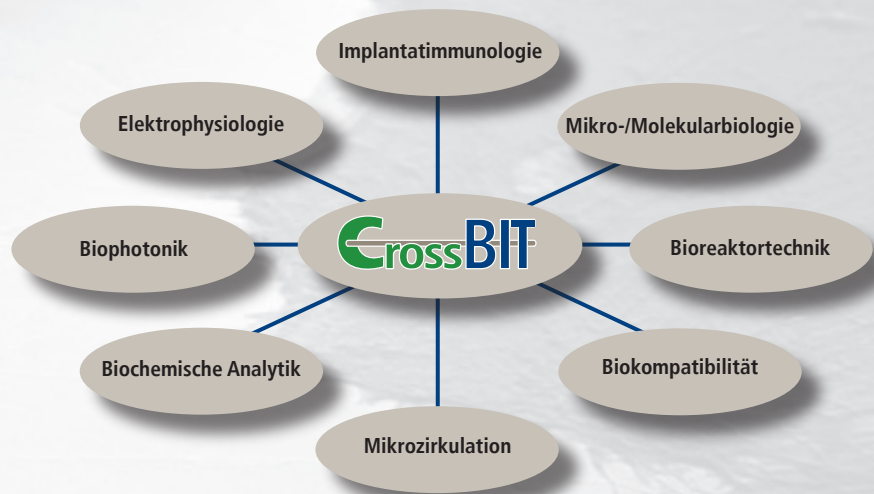 Implantatimmunologie
Elektrophysiologie
Mikro-/Molekularbiologie
Biophotonik
CrossBIT
Bioreaktortechnik
Biochemische Analytik
Biokompatibilität
Mikrozirkulation